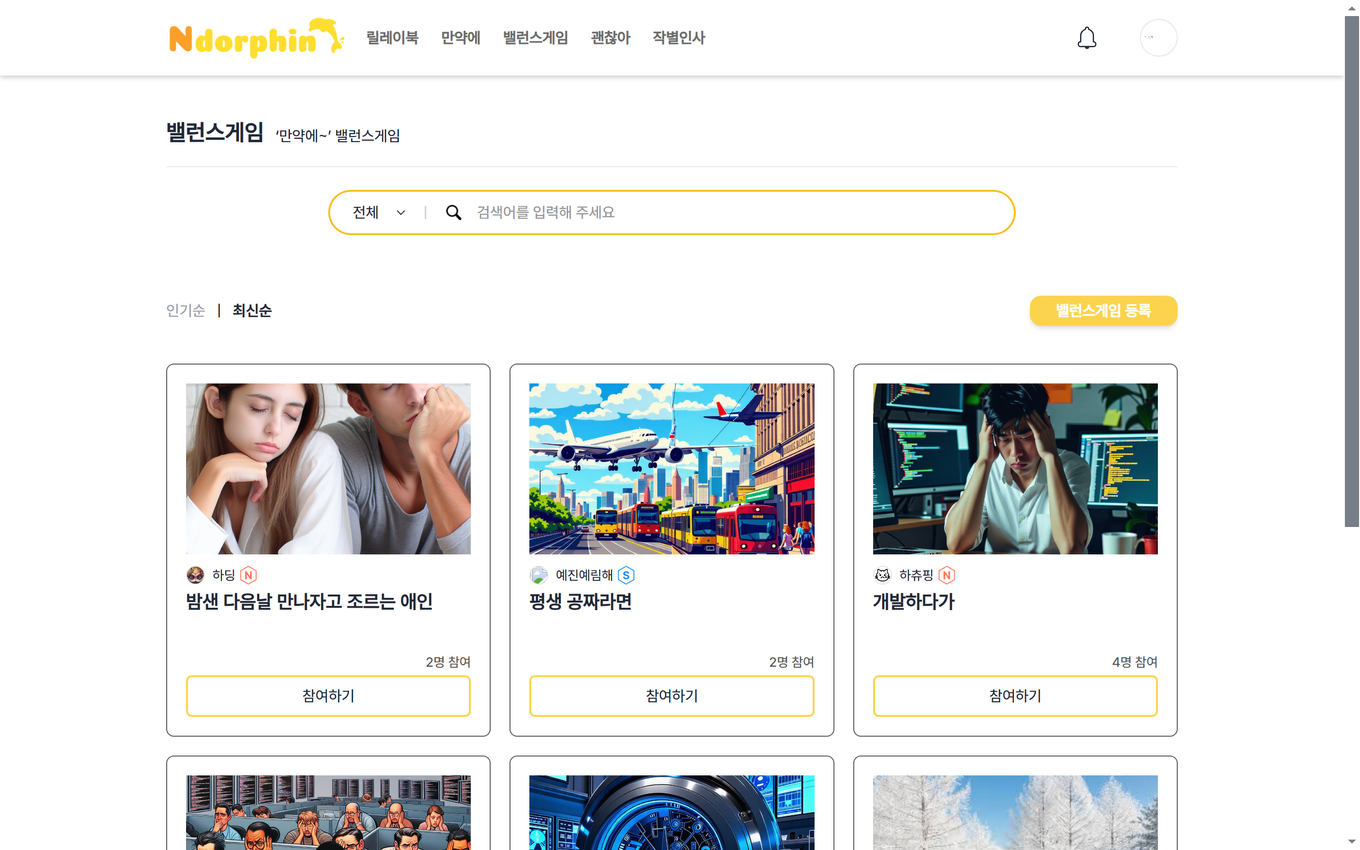 Ndorphin 릴레이북 만약에 밸런스게임 괜찮아 작별인사
밸런스게임 ‘만약에~’ 밸런스게임
전체 | 검색어를 입력해 주세요
인기순 | 최신순 밸런스게임 등록
하딩 N
밤샌 다음날 만나자고 조르는 애인
2명 참여
참여하기
예진예림해 S
평생 공짜라면
2명 참여
참여하기
하츄핑 N
개발하다가
4명 참여
참여하기